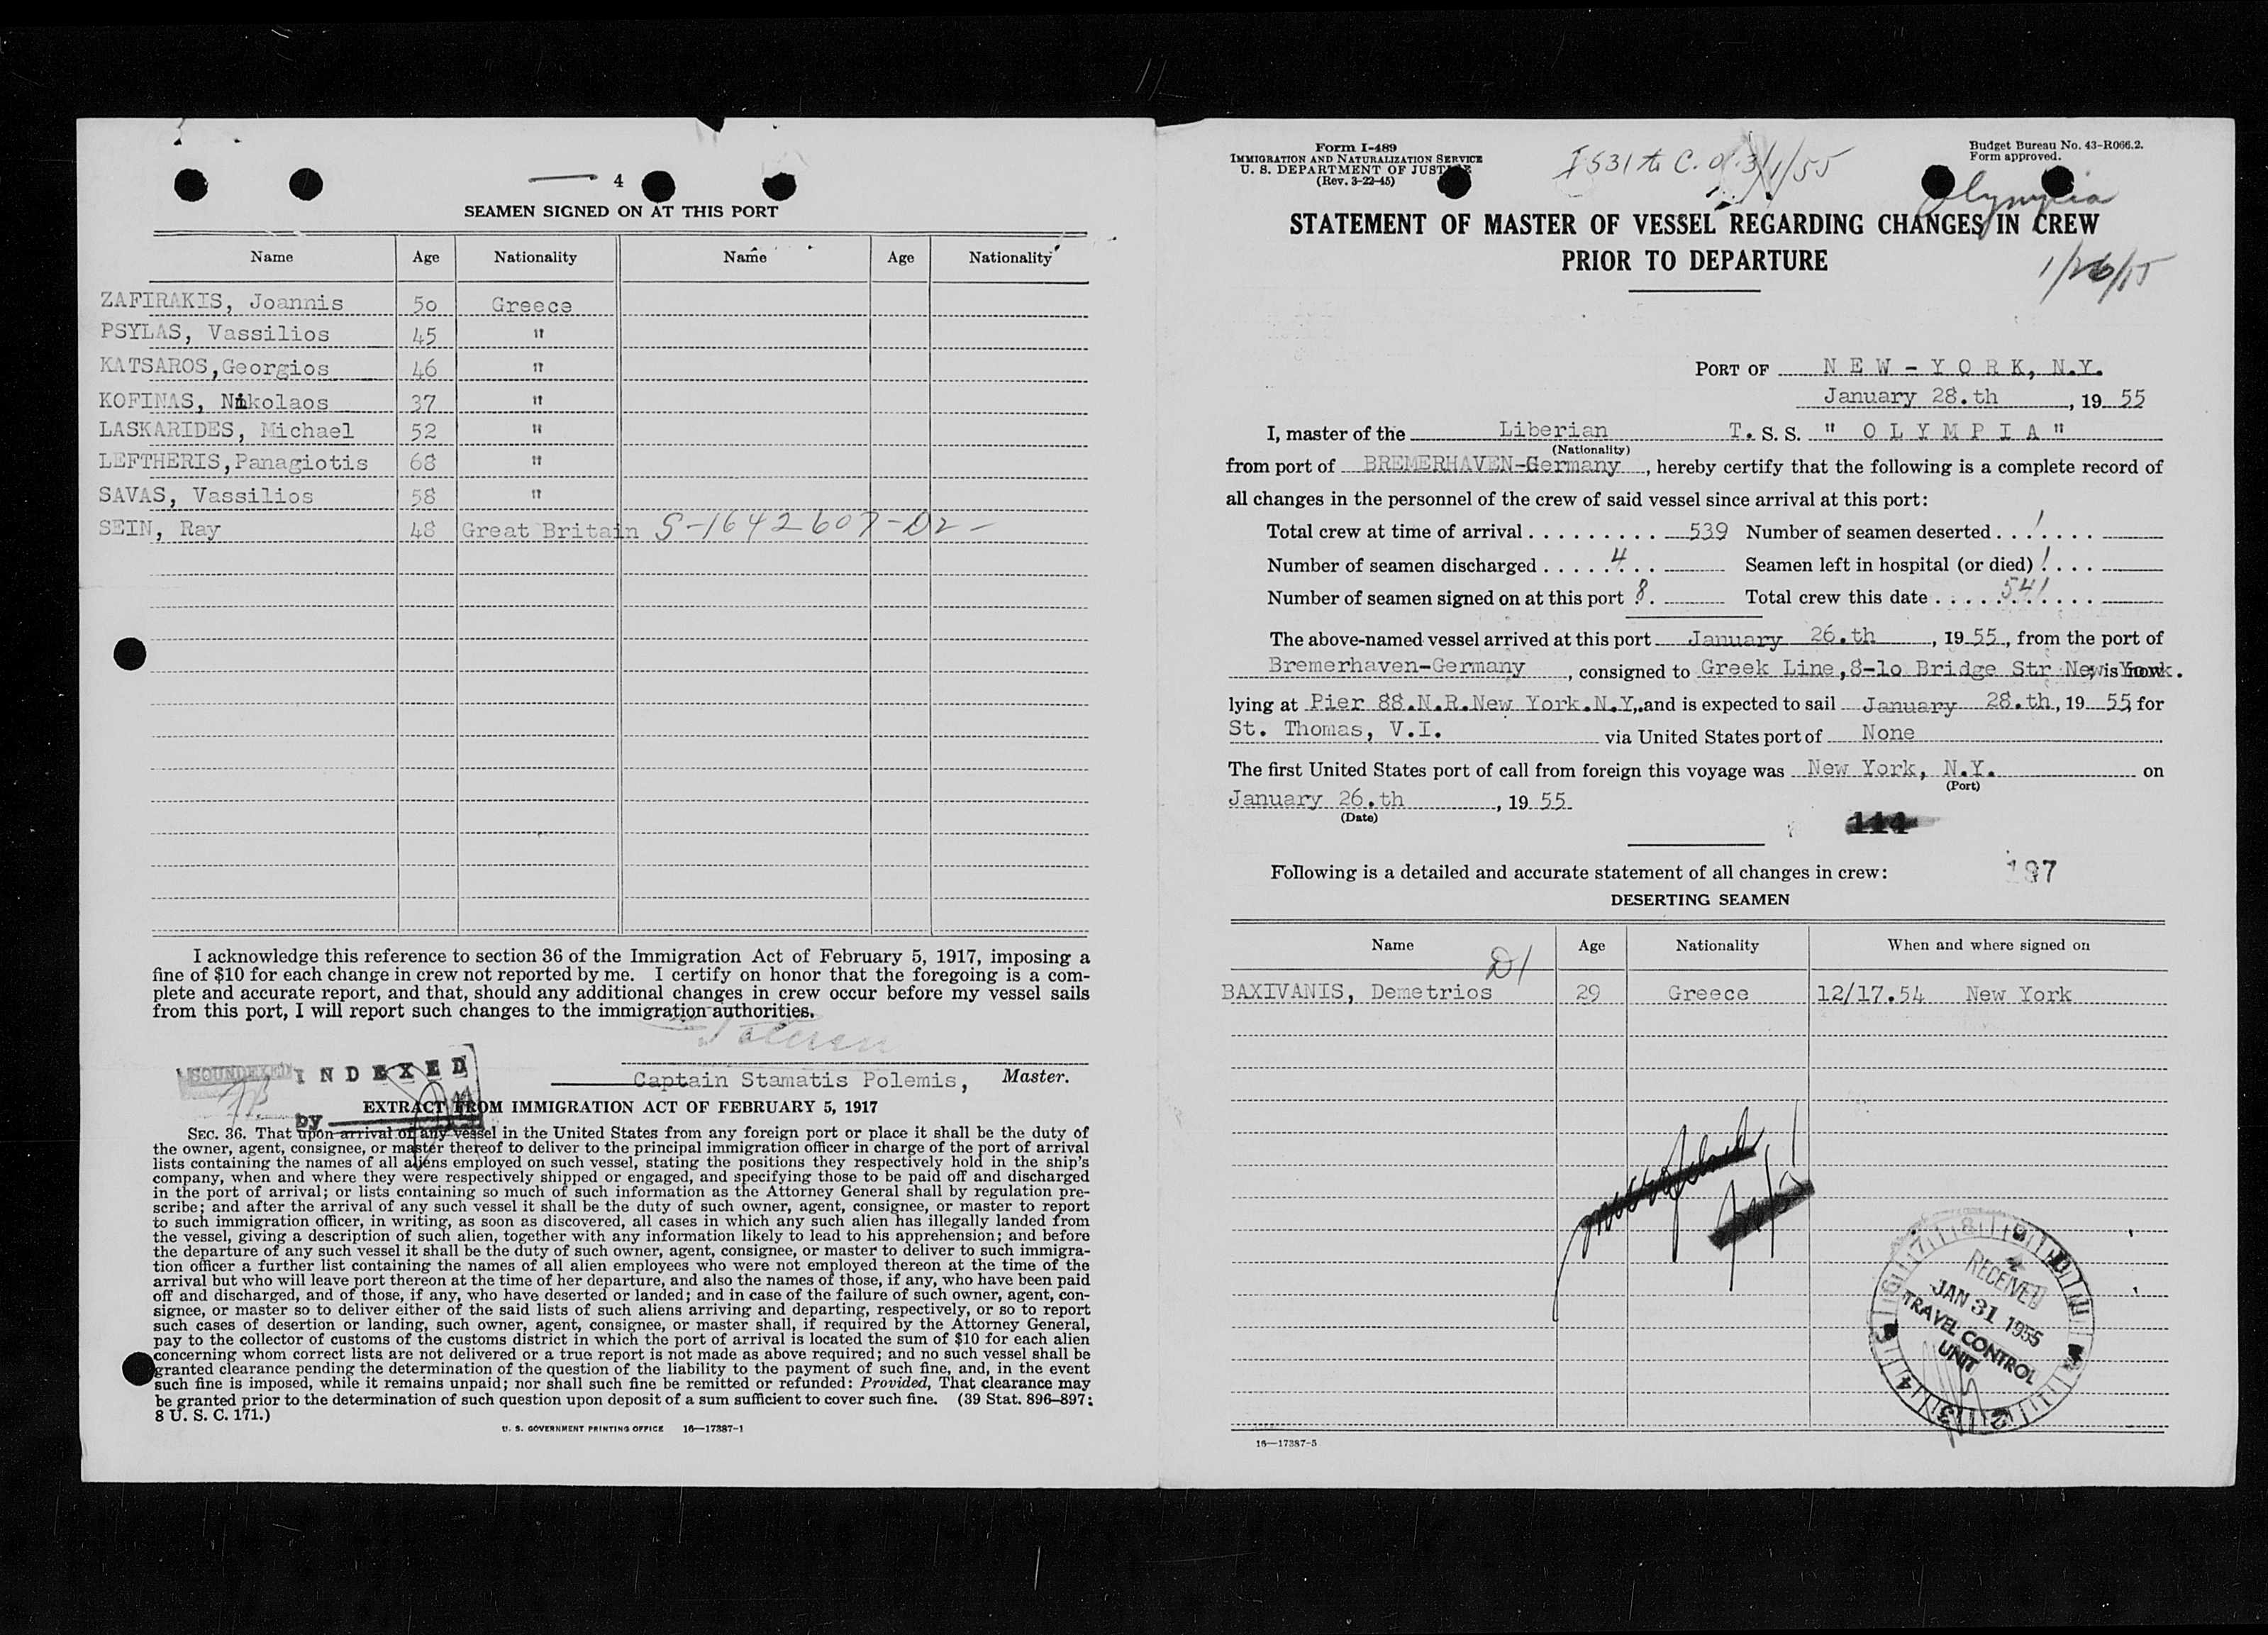 4
SEAMEN SIGNED ON AT THIS PORT
Name Age Nationality Name Age Nationality
ZAFIRAKIS, Joannis 50 Greece
PSYLAS, Vassilios 45 "
KATSAROS,Georgios 46 "
KOFINAS, Nikolaos 37 "
LASKARIDES, Michael 52 "
LEFTHERIS,Panagiotis 68 "
SAVAS, Vassilios 58 "
SEIN, Ray 48 Great Britain S-1642607-D2-
I acknowledge this reference to section 36 of the Immigration Act of February 5, 1917, imposing a
fine of $10 for each change in crew not reported by me. I certify on honor that the foregoing is a com-
plete and accurate report, and that, should any additional changes in crew occur before my vessel sails
from this port, I will report such changes to the immigration authorities.
Captain Stamatis Polemis, Master.
SOUNDEXED INDEXED
by
EXTRACT FROM IMMIGRATION ACT OF FEBRUARY 5, 1917
SEC. 36. That upon arrival of any vessel in the United States from any foreign port or place it shall be the duty of
the owner, agent, consignee, or master thereof to deliver to the principal immigration officer in charge of the port of arrival
lists containing the names of all aliens employed on such vessel, stating the positions they respectively hold in the ship's
company, when and where they were respectively shipped or engaged, and specifying those to be paid off and discharged
in the port of arrival; or lists containing so much of such information as the Attorney General shall by regulation pre-
scribe; and after the arrival of any such vessel it shall be the duty of such owner, agent, consignee, or master to report
to such immigration officer, in writing, as soon as discovered, all cases in which any such alien has illegally landed from
the vessel, giving a description of such alien, together with any information likely to lead to his apprehension; and before
the departure of any such vessel it shall be the duty of such owner, agent, consignee, or master to deliver to such immigra-
tion officer a further list containing the names of all alien employees who were not employed thereon at the time of the
arrival but who will leave port thereon at the time of her departure, and also the names of those, if any, who have been paid
off and discharged, and of those, if any, who have deserted or landed; and in case of the failure of such owner, agent, con-
signee, or master so to deliver either of the said lists of such aliens arriving and departing, respectively, or so to report
such cases of desertion or landing, such owner, agent, consignee, or master shall, if required by the Attorney General,
pay to the collector of customs of the customs district in which the port of arrival is located the sum of $10 for each alien
concerning whom correct lists are not delivered or a true report is not made as above required; and no such vessel shall be
granted clearance pending the determination of the question of the liability to the payment of such fine, and, in the event
such fine is imposed, while it remains unpaid; nor shall such fine be remitted or refunded: Provided, That clearance may
be granted prior to the determination of such question upon deposit of a sum sufficient to cover such fine. (39 Stat. 896-897;
8 U. S. C. 171.)
U. S. GOVERNMENT PRINTING OFFICE 16—17387-1
Form I-489
IMMIGRATION AND NATURALIZATION SERVICE
U. S. DEPARTMENT OF JUSTICE
(Rev. 3-22-45)
I 531 to C. O. 3/1/55
Budget Bureau No. 43-R066.2.
Form approved.
Olympia
STATEMENT OF MASTER OF VESSEL REGARDING CHANGES IN CREW
PRIOR TO DEPARTURE
1/26/55
PORT OF NEW-YORK, N.Y.
January 28.th, 19 55
I, master of the Liberian T. S. S. " OLYMPIA"
(Nationality)
from port of BREMERHAVEN-Germany, hereby certify that the following is a complete record of
all changes in the personnel of the crew of said vessel since arrival at this port:
Total crew at time of arrival . . . . . . . . . 539 Number of seamen deserted . . . . . . . 1
Number of seamen discharged . . . . . . . 4 Seamen left in hospital (or died) . . . . 1
Number of seamen signed on at this port . . 8 Total crew this date . . . . . . . . . . 541
The above-named vessel arrived at this port January 26.th, 19 55, from the port of
Bremerhaven-Germany, consigned to Greek Line,8-10 Bridge Str New York. , is now
lying at Pier 88.N.R.New York.N.Y., and is expected to sail January 28.th, 19 55, for
St. Thomas, V.I. via United States port of None
The first United States port of call from foreign this voyage was New York, N.Y. on
(Port)
January 26.th, 19 55
(Date)
114
197
Following is a detailed and accurate statement of all changes in crew:
DESERTING SEAMEN
Name Age Nationality When and where signed on
D1
BAXIVANIS, Demetrios 29 Greece 12/17.54 New York
RECEIVED
JAN 31 1955
TRAVEL CONTROL
UNIT
16—17387-5